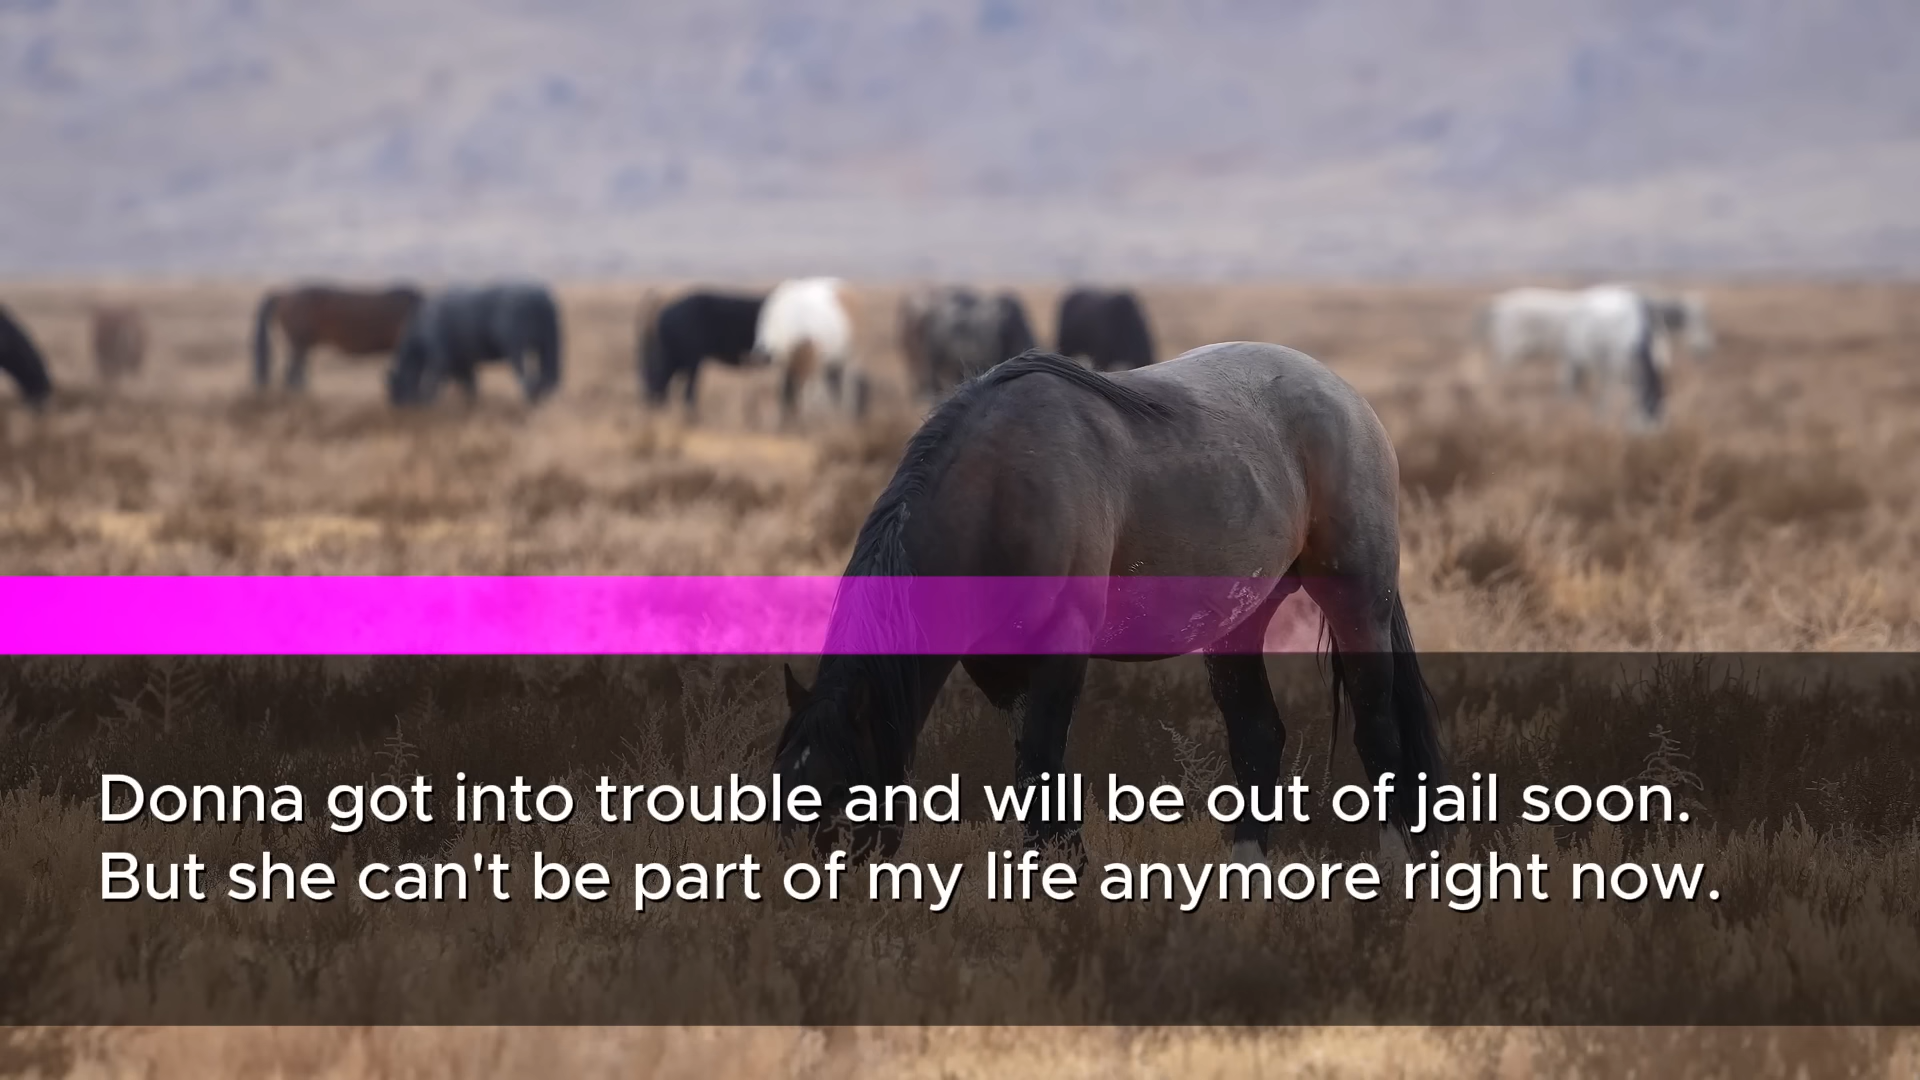 Donna got into trouble and will be out of jail soon.
But she can't be part of my life anymore right now.